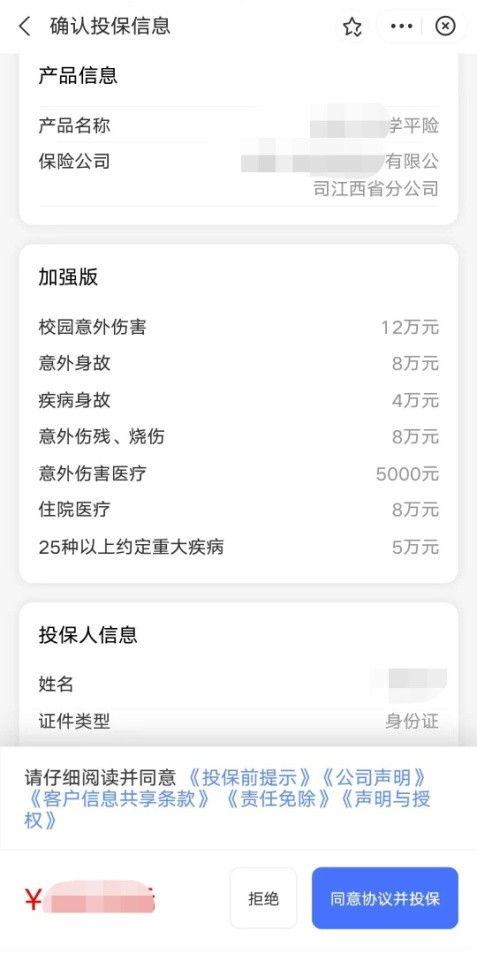 确认投保信息
产品信息
产品名称 学平险
保险公司 有限公
司江西省分公司
加强版
校园意外伤害 12万元
意外身故 8万元
疾病身故 4万元
意外伤残、烧伤 8万元
意外伤害医疗 5000元
住院医疗 8万元
25种以上约定重大疾病 5万元
投保人信息
姓名
证件类型 身份证
请仔细阅读并同意《投保前提示》《公司声明》
《客户信息共享条款》《责任免除》《声明与授
权》
¥ 拒绝 同意协议并投保